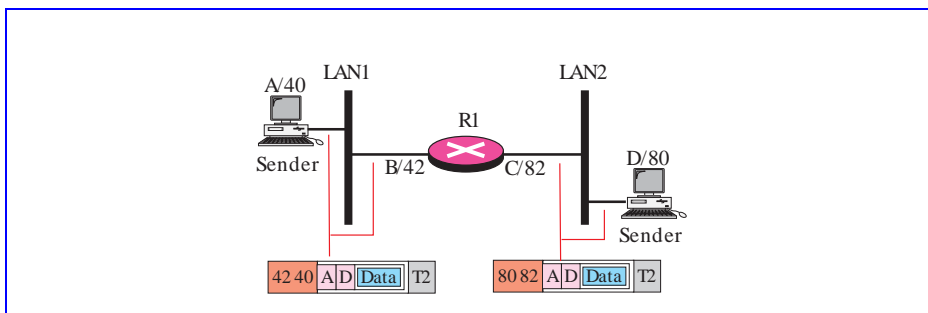 LAN1
LAN2
A/40
R1
D/80
Sender
B/42
C/82
Sender
42 40 A D Data T2
80 82 A D Data T2